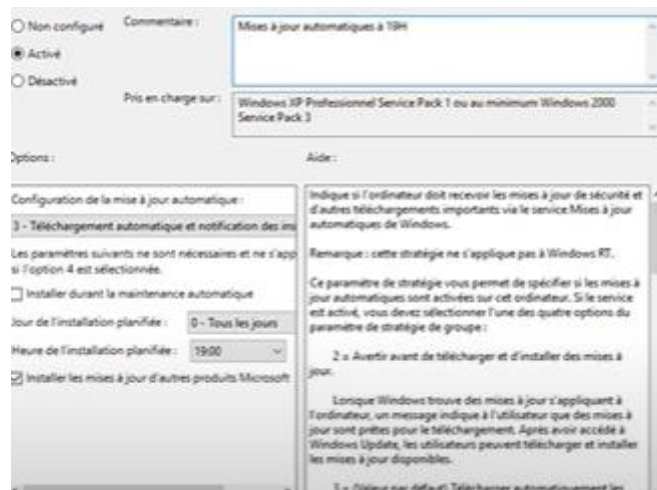 Non configuré
Commentaire :
Mises à jour automatiques à 19H
Activé
Désactivé
Pris en charge sur :
Windows XP Professionnel Service Pack 1 ou au minimum Windows 2000
Service Pack 3
Options :
Aide :
Configuration de la mise à jour automatique :
3 - Téléchargement automatique et notification des
Les paramètres suivants ne sont nécessaires et ne
si l'option 4 est sélectionnée.
Installer durant la maintenance automatique
Jour de l'installation planifiée :
0 - Tous les jours
Heure de l'installation planifiée :
19:00
Installer les mises à jour d'autres produits Microsoft
Indique si l'ordinateur doit recevoir les mises à jour de sécurité et
d'autres téléchargements importants via le service Mises à jour
automatiques de Windows.
Remarque : cette stratégie ne s'applique pas à Windows RT.
Ce paramètre de stratégie vous permet de spécifier si les mises à
jour automatiques sont activées sur cet ordinateur. Si le service
est activé, vous devez sélectionner l'une des quatre options du
paramètre de stratégie de groupe :
2 = Avertir avant de télécharger et d'installer des mises à
jour.
Lorsque Windows trouve des mises à jour s'appliquant à
l'ordinateur, un message indique à l'utilisateur que des mises à
jour sont prêtes pour le téléchargement. Après avoir accédé à
Windows Update, les utilisateurs peuvent télécharger et installer
les mises à jour disponibles.
3 = (Valeur par défaut) Télécharger automatiquement les